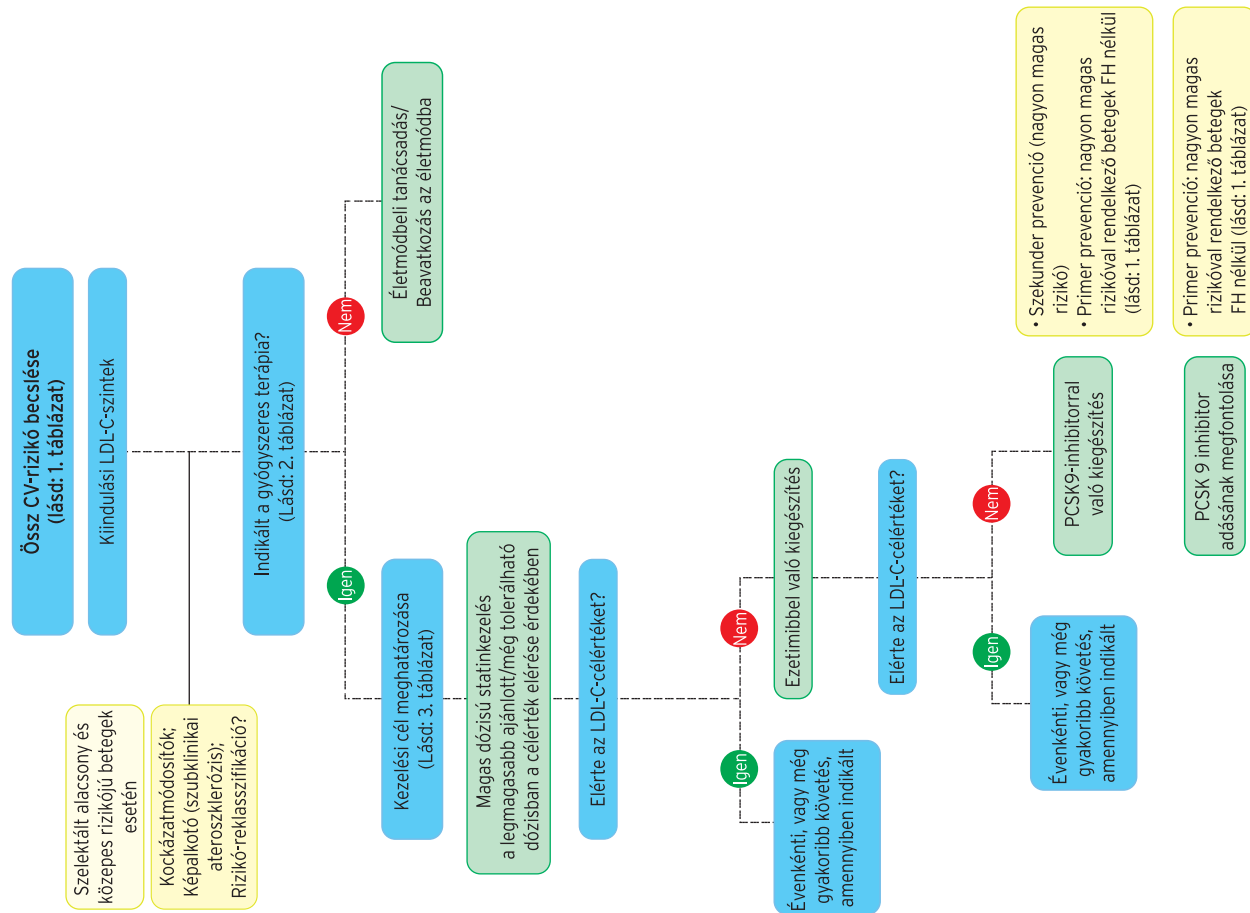 Össz CV-rizikó becslése
(lásd: 1. táblázat)
Kiindulási LDL-C-szintek
Szelektált alacsony és
közepes rizikójú betegek
esetén
Kockázatmódosítók;
Képalkotó (szubklinikai
ateroszklerózis);
Rizikó-reklasszifikáció?
Indikált a gyógyszeres terápia?
(Lásd: 2. táblázat)
Igen
Nem
Életmódbeli tanácsadás/
Beavatkozás az életmódba
Kezelési cél meghatározása
(Lásd: 3. táblázat)
Magas dózisú statinkezelés
a legmagasabb ajánlott/még tolerálható
dózisban a célérték elérése érdekében
Elérte az LDL-C-célértéket?
Igen
Nem
Évenkénti, vagy még
gyakoribb követés,
amennyiben indikált
Ezetimibbel való kiegészítés
Elérte az LDL-C-célértéket?
Igen
Nem
Évenkénti, vagy még
gyakoribb követés,
amennyiben indikált
PCSK9-inhibitorral
való kiegészítés
• Szekunder prevenció (nagyon magas
rizikó)
• Primer prevenció: nagyon magas
rizikóval rendelkező betegek FH nélkül
(lásd: 1. táblázat)
PCSK 9 inhibitor
adásának megfontolása
• Primer prevenció: nagyon magas
rizikóval rendelkező betegek
FH nélkül (lásd: 1. táblázat)